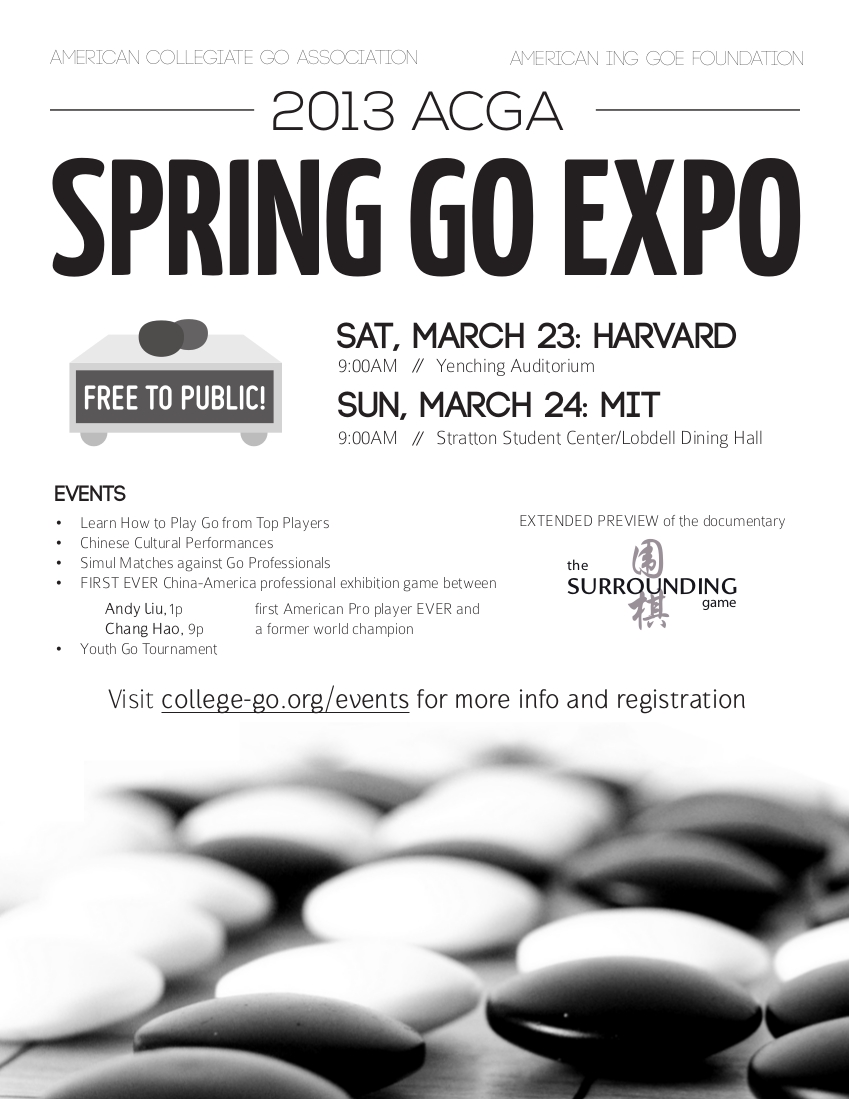 AMERICAN COLLEGIATE GO ASSOCIATION
AMERICAN ING GOE FOUNDATION
2013 ACGA
SPRING GO EXPO
FREE TO PUBLIC!
SAT, MARCH 23: HARVARD
9:00AM // Yenching Auditorium
SUN, MARCH 24: MIT
9:00AM // Stratton Student Center/Lobdell Dining Hall
EVENTS
• Learn How to Play Go from Top Players
• Chinese Cultural Performances
• Simul Matches against Go Professionals
• FIRST EVER China-America professional exhibition game between
Andy Liu, 1p first American Pro player EVER and
Chang Hao, 9p a former world champion
• Youth Go Tournament
EXTENDED PREVIEW of the documentary
围
the
SURROUNDING
game
棋
Visit college-go.org/events for more info and registration